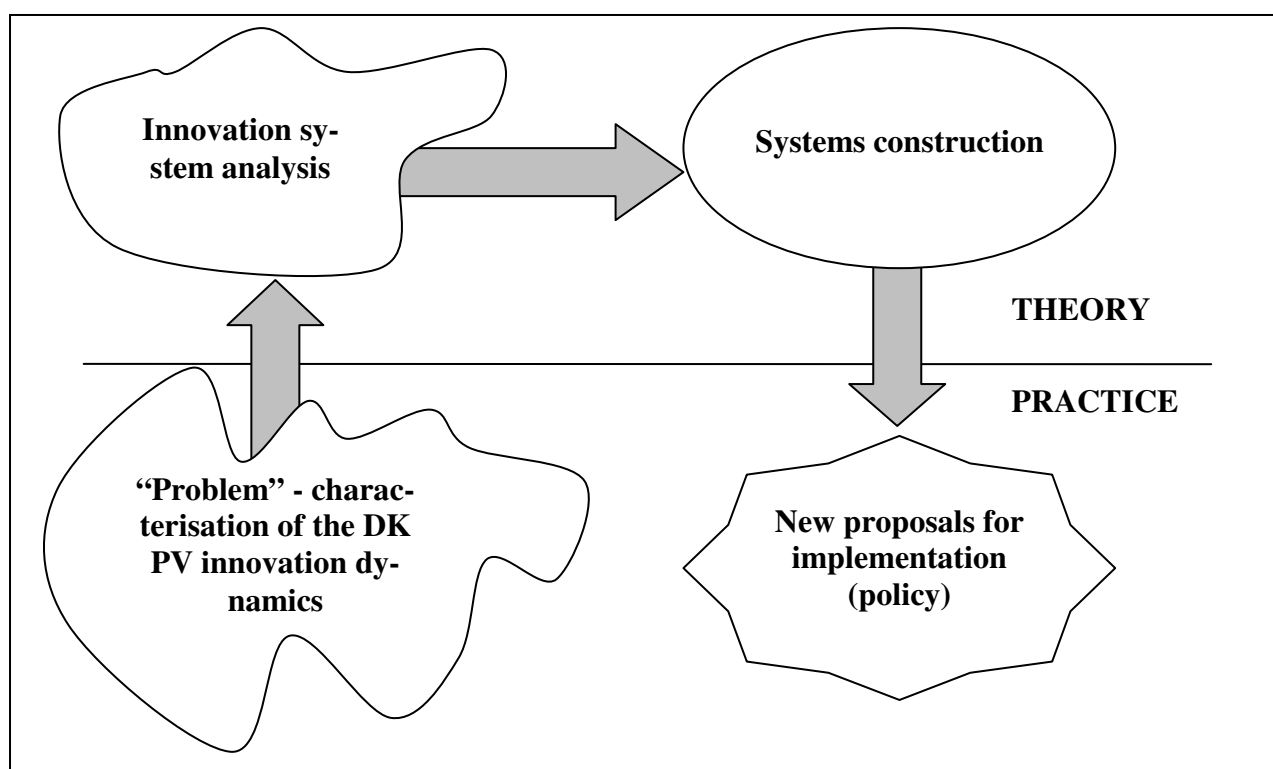 Innovation sy-
stem analysis
Systems construction
THEORY
PRACTICE
“Problem” - charac-
terisation of the DK
PV innovation dy-
namics
New proposals for
implementation
(policy)